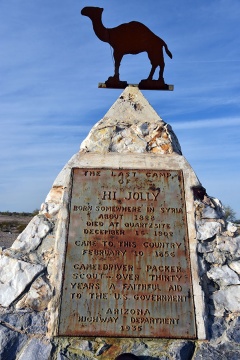 THE LAST CAMP
OF
HI JOLLY
BORN SOMEWHERE IN SYRIA
ABOUT 1828
DIED AT QUARTZSITE
DECEMBER 16 1902
CAME TO THIS COUNTRY
FEBRUARY 10 1856
CAMELDRIVER – PACKER
SCOUT – OVER THIRTY
YEARS A FAITHFUL AID
TO THE U.S. GOVERNMENT
ARIZONA
HIGHWAY DEPARTMENT
1935